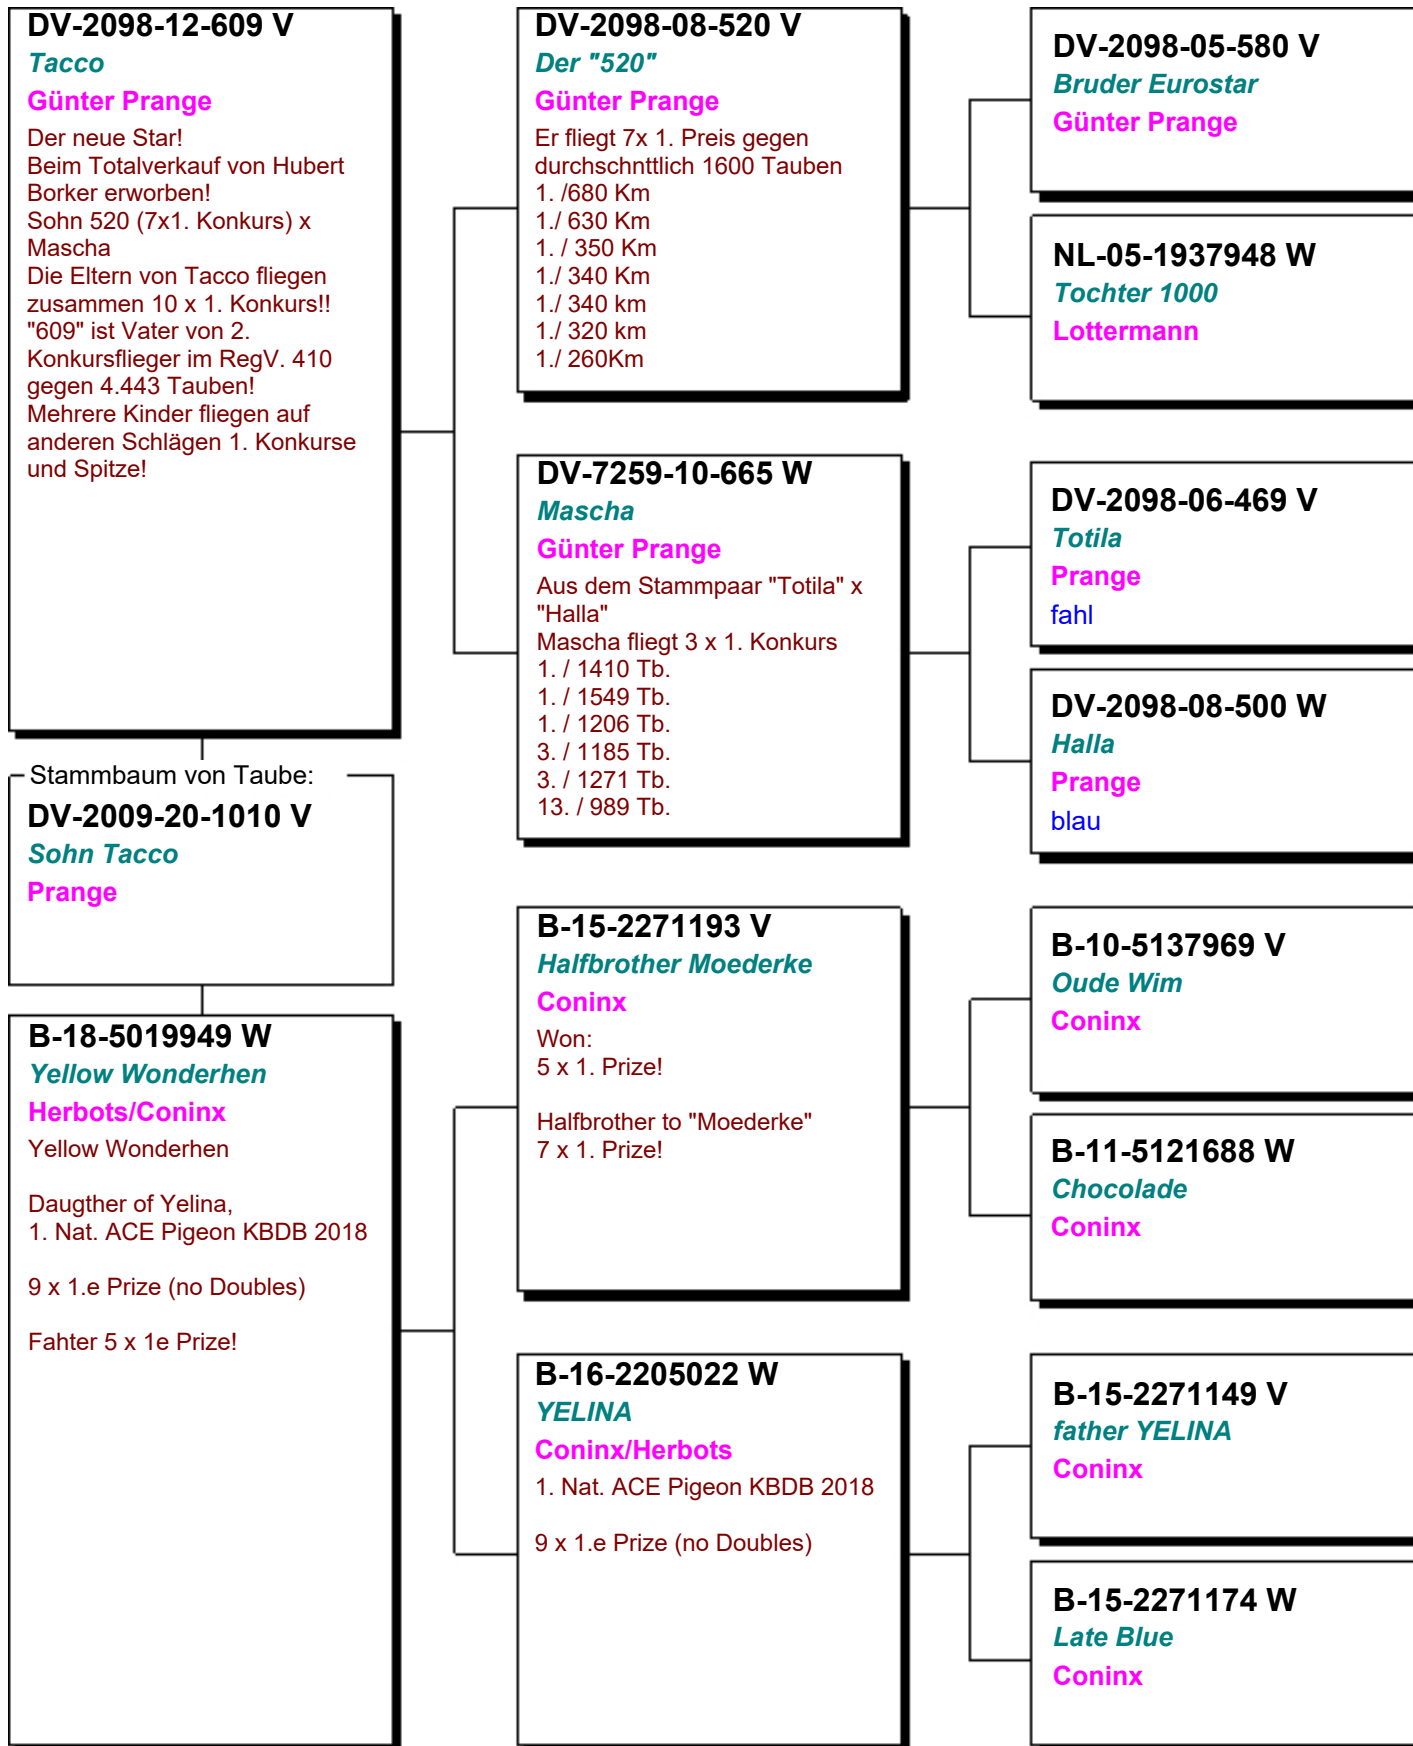 DV-2098-12-609 V
Tacco
Günter Prange
Der neue Star!
Beim Totalverkauf von Hubert
Borker erworben!
Sohn 520 (7x1. Konkurs) x
Mascha
Die Eltern von Tacco fliegen
zusammen 10 x 1. Konkurs!!
"609" ist Vater von 2.
Konkursflieger im RegV. 410
gegen 4.443 Tauben!
Mehrere Kinder fliegen auf
anderen Schlägen 1. Konkurse
und Spitze!
Stammbaum von Taube:
DV-2009-20-1010 V
Sohn Tacco
Prange
B-18-5019949 W
Yellow Wonderhen
Herbots/Coninx
Yellow Wonderhen
Daugther of Yelina,
1. Nat. ACE Pigeon KBDB 2018
9 x 1.e Prize (no Doubles)
Fahter 5 x 1e Prize!
DV-2098-08-520 V
Der "520"
Günter Prange
Er fliegt 7x 1. Preis gegen
durchschnttlich 1600 Tauben
1. /680 Km
1./ 630 Km
1. / 350 Km
1./ 340 Km
1./ 340 km
1./ 320 km
1./ 260Km
DV-7259-10-665 W
Mascha
Günter Prange
Aus dem Stammpaar "Totila" x
"Halla"
Mascha fliegt 3 x 1. Konkurs
1. / 1410 Tb.
1. / 1549 Tb.
1. / 1206 Tb.
3. / 1185 Tb.
3. / 1271 Tb.
13. / 989 Tb.
B-15-2271193 V
Halfbrother Moederke
Coninx
Won:
5 x 1. Prize!
Halfbrother to "Moederke"
7 x 1. Prize!
B-16-2205022 W
YELINA
Coninx/Herbots
1. Nat. ACE Pigeon KBDB 2018
9 x 1.e Prize (no Doubles)
DV-2098-05-580 V
Bruder Eurostar
Günter Prange
NL-05-1937948 W
Tochter 1000
Lottermann
DV-2098-06-469 V
Totila
Prange
fahl
DV-2098-08-500 W
Halla
Prange
blau
B-10-5137969 V
Oude Wim
Coninx
B-11-5121688 W
Chocolade
Coninx
B-15-2271149 V
father YELINA
Coninx
B-15-2271174 W
Late Blue
Coninx